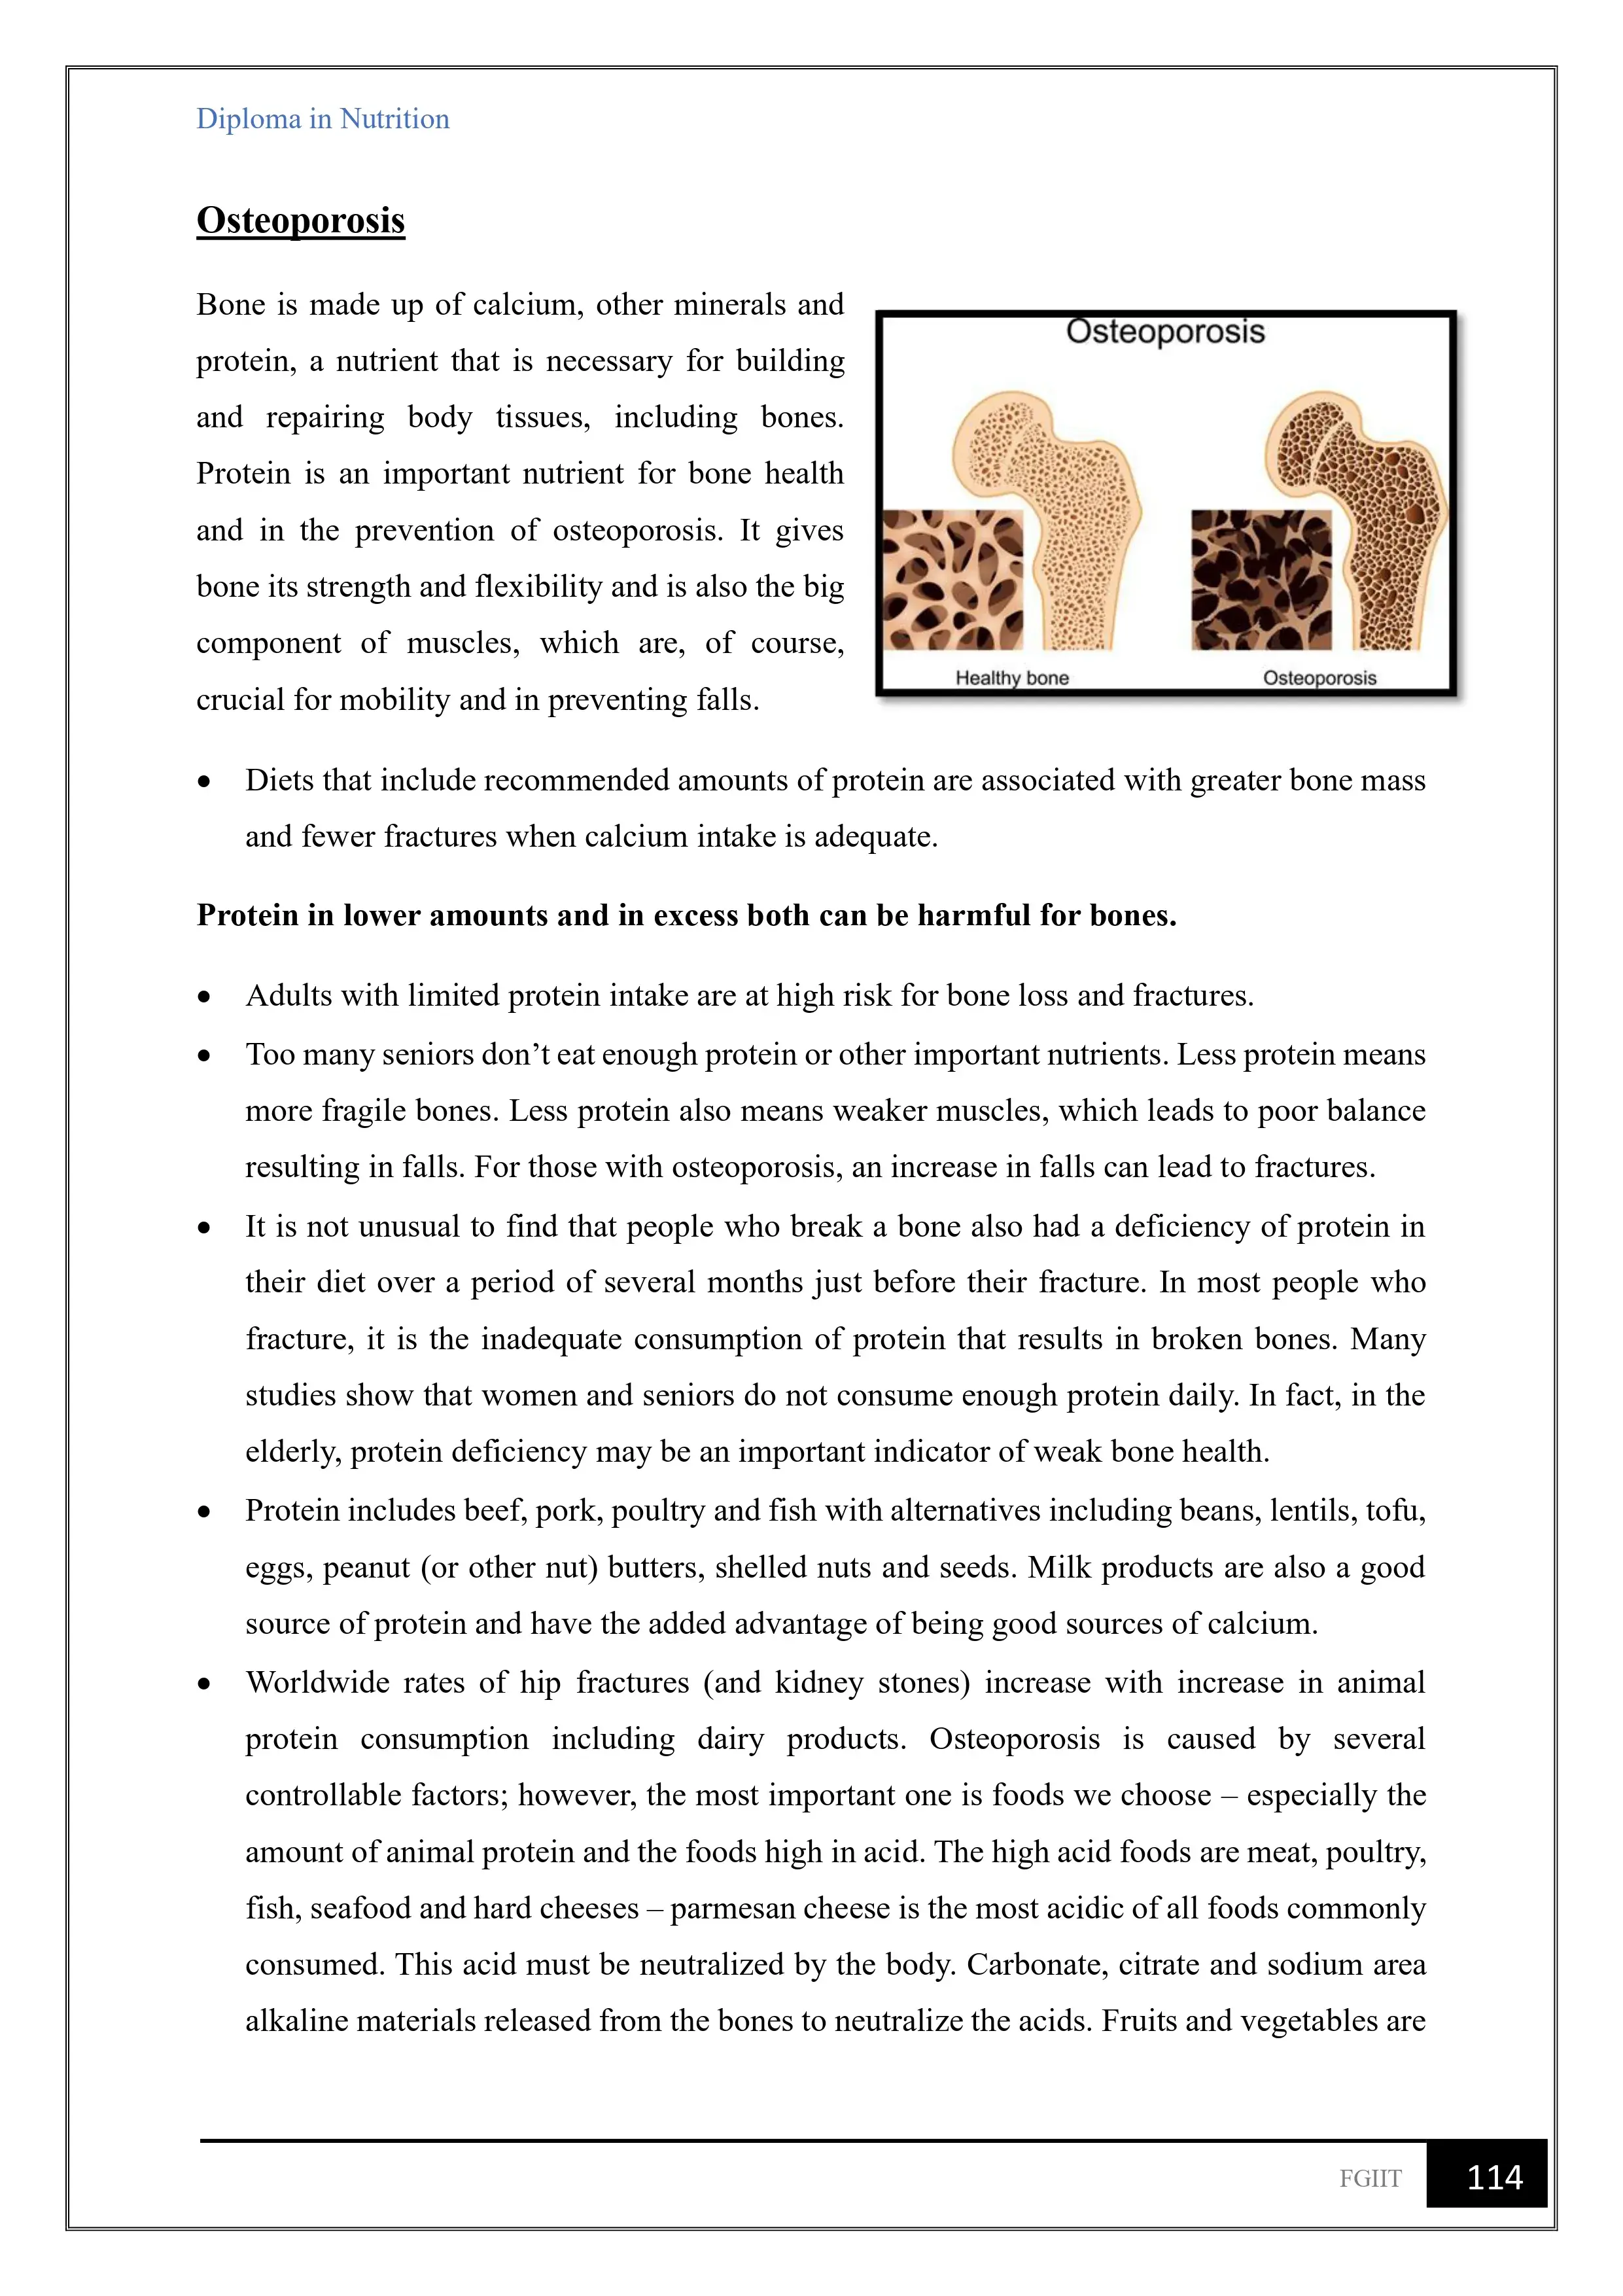 Diploma in Nutrition
Osteoporosis
Bone is made up of calcium, other minerals and
protein, a nutrient that is necessary for building
and repairing body tissues, including bones.
Protein is an important nutrient for bone health
and in the prevention of osteoporosis. It gives
bone its strength and flexibility and is also the big
component of muscles, which are, of course,
crucial for mobility and in preventing falls.
Osteoporosis
Healthy bone
Osteoporosis
• Diets that include recommended amounts of protein are associated with greater bone mass
and fewer fractures when calcium intake is adequate.
Protein in lower amounts and in excess both can be harmful for bones.
• Adults with limited protein intake are at high risk for bone loss and fractures.
• Too many seniors don’t eat enough protein or other important nutrients. Less protein means
more fragile bones. Less protein also means weaker muscles, which leads to poor balance
resulting in falls. For those with osteoporosis, an increase in falls can lead to fractures.
• It is not unusual to find that people who break a bone also had a deficiency of protein in
their diet over a period of several months just before their fracture. In most people who
fracture, it is the inadequate consumption of protein that results in broken bones. Many
studies show that women and seniors do not consume enough protein daily. In fact, in the
elderly, protein deficiency may be an important indicator of weak bone health.
• Protein includes beef, pork, poultry and fish with alternatives including beans, lentils, tofu,
eggs, peanut (or other nut) butters, shelled nuts and seeds. Milk products are also a good
source of protein and have the added advantage of being good sources of calcium.
• Worldwide rates of hip fractures (and kidney stones) increase with increase in animal
protein consumption including dairy products. Osteoporosis is caused by several
controllable factors; however, the most important one is foods we choose – especially the
amount of animal protein and the foods high in acid. The high acid foods are meat, poultry,
fish, seafood and hard cheeses – parmesan cheese is the most acidic of all foods commonly
consumed. This acid must be neutralized by the body. Carbonate, citrate and sodium area
alkaline materials released from the bones to neutralize the acids. Fruits and vegetables are
FGIIT 114